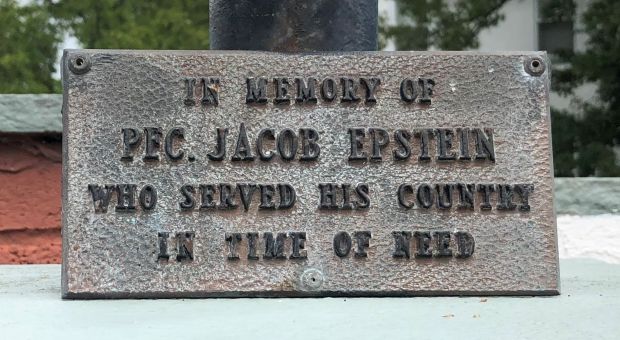 IN MEMORY OF
PFC. JACOB EPSTEIN
WHO SERVED HIS COUNTRY
IN TIME OF NEED